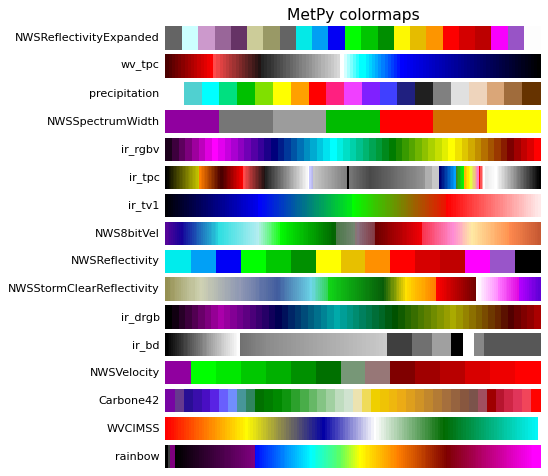 MetPy colormaps
NWSReflectivityExpanded
wv_tpc
precipitation
NWSSpectrumWidth
ir_rgbv
ir_tpc
ir_tv1
NWS8bitVel
NWSReflectivity
NWSStormClearReflectivity
ir_drgb
ir_bd
NWSVelocity
Carbone42
WVCIMSS
rainbow